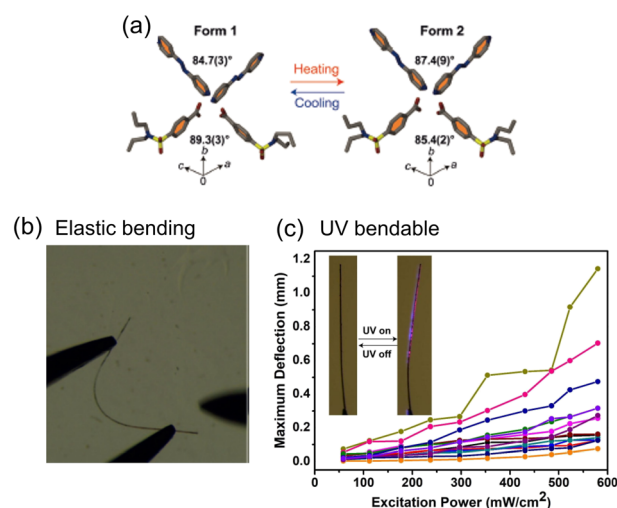 (a)
Form 1
Form 2
84.7(3)°
Heating
Cooling
87.4(9)°
89.3(3)°
85.4(2)°
b
c
a
0
b
c
a
0
(b) Elastic bending
(c) UV bendable
Maximum Deflection (mm)
1.2
1.0
0.8
0.6
0.4
0.2
0.0
UV on
UV off
0 100 200 300 400 500 600
Excitation Power (mW/cm²)